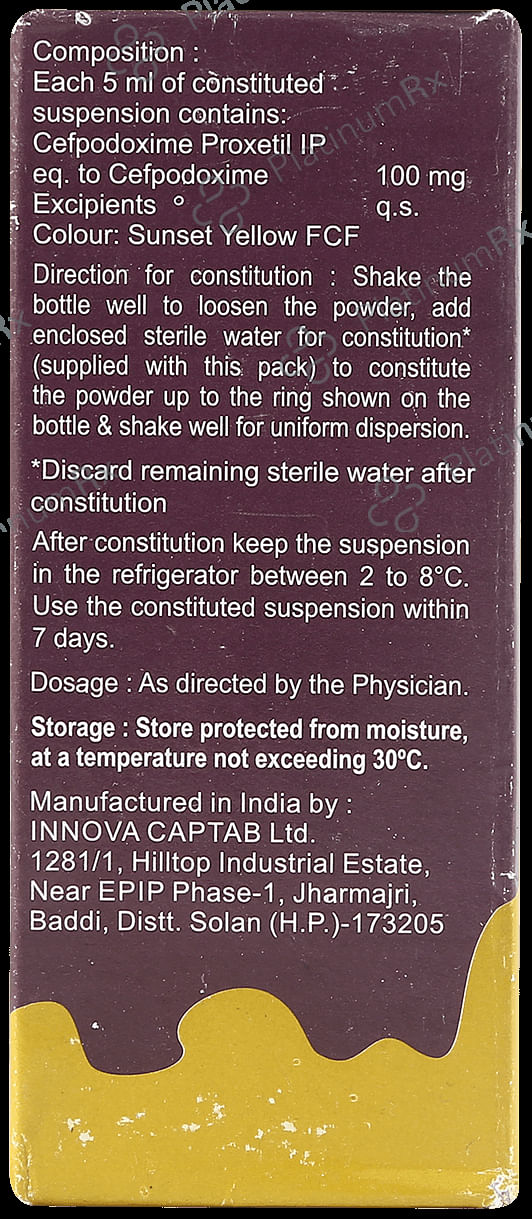 Composition :
Each 5 ml of constituted
suspension contains:
Cefpodoxime Proxetil IP
eq. to Cefpodoxime 100 mg
Excipients q.s.
Colour: Sunset Yellow FCF
Direction for constitution : Shake the
bottle well to loosen the powder, add
enclosed sterile water for constitution*
(supplied with this pack) to constitute
the powder up to the ring shown on the
bottle & shake well for uniform dispersion.
*Discard remaining sterile water after
constitution
After constitution keep the suspension
in the refrigerator between 2 to 8°C.
Use the constituted suspension within
7 days.
Dosage : As directed by the Physician.
Storage : Store protected from moisture,
at a temperature not exceeding 30ºC.
Manufactured in India by :
INNOVA CAPTAB Ltd.
1281/1, Hilltop Industrial Estate,
Near EPIP Phase-1, Jharmajri,
Baddi, Distt. Solan (H.P.)-173205
PlatinumRx